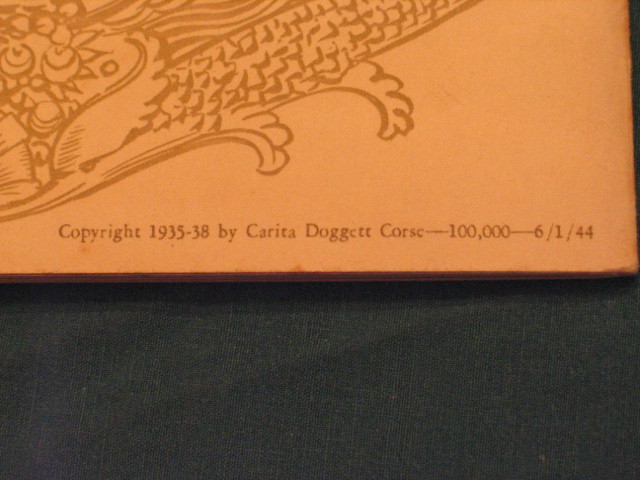 Copyright 1935-38 by Carita Doggett Corse—100,000—6/1/44